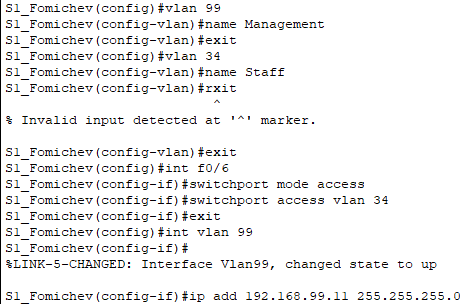 S1_Fomichev(config)#vlan 99
S1_Fomichev(config-vlan)#name Management
S1_Fomichev(config-vlan)#exit
S1_Fomichev(config)#vlan 34
S1_Fomichev(config-vlan)#name Staff
S1_Fomichev(config-vlan)#rxit
^
% Invalid input detected at '^' marker.
S1_Fomichev(config-vlan)#exit
S1_Fomichev(config)#int f0/6
S1_Fomichev(config-if)#switchport mode access
S1_Fomichev(config-if)#switchport access vlan 34
S1_Fomichev(config-if)#exit
S1_Fomichev(config)#int vlan 99
S1_Fomichev(config-if)#
%LINK-5-CHANGED: Interface Vlan99, changed state to up
S1_Fomichev(config-if)#ip add 192.168.99.11 255.255.255.0